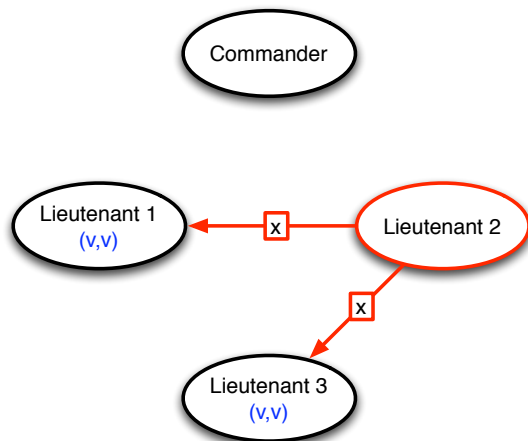 Commander
Lieutenant 1
(v,v)
x
Lieutenant 2
x
Lieutenant 3
(v,v)